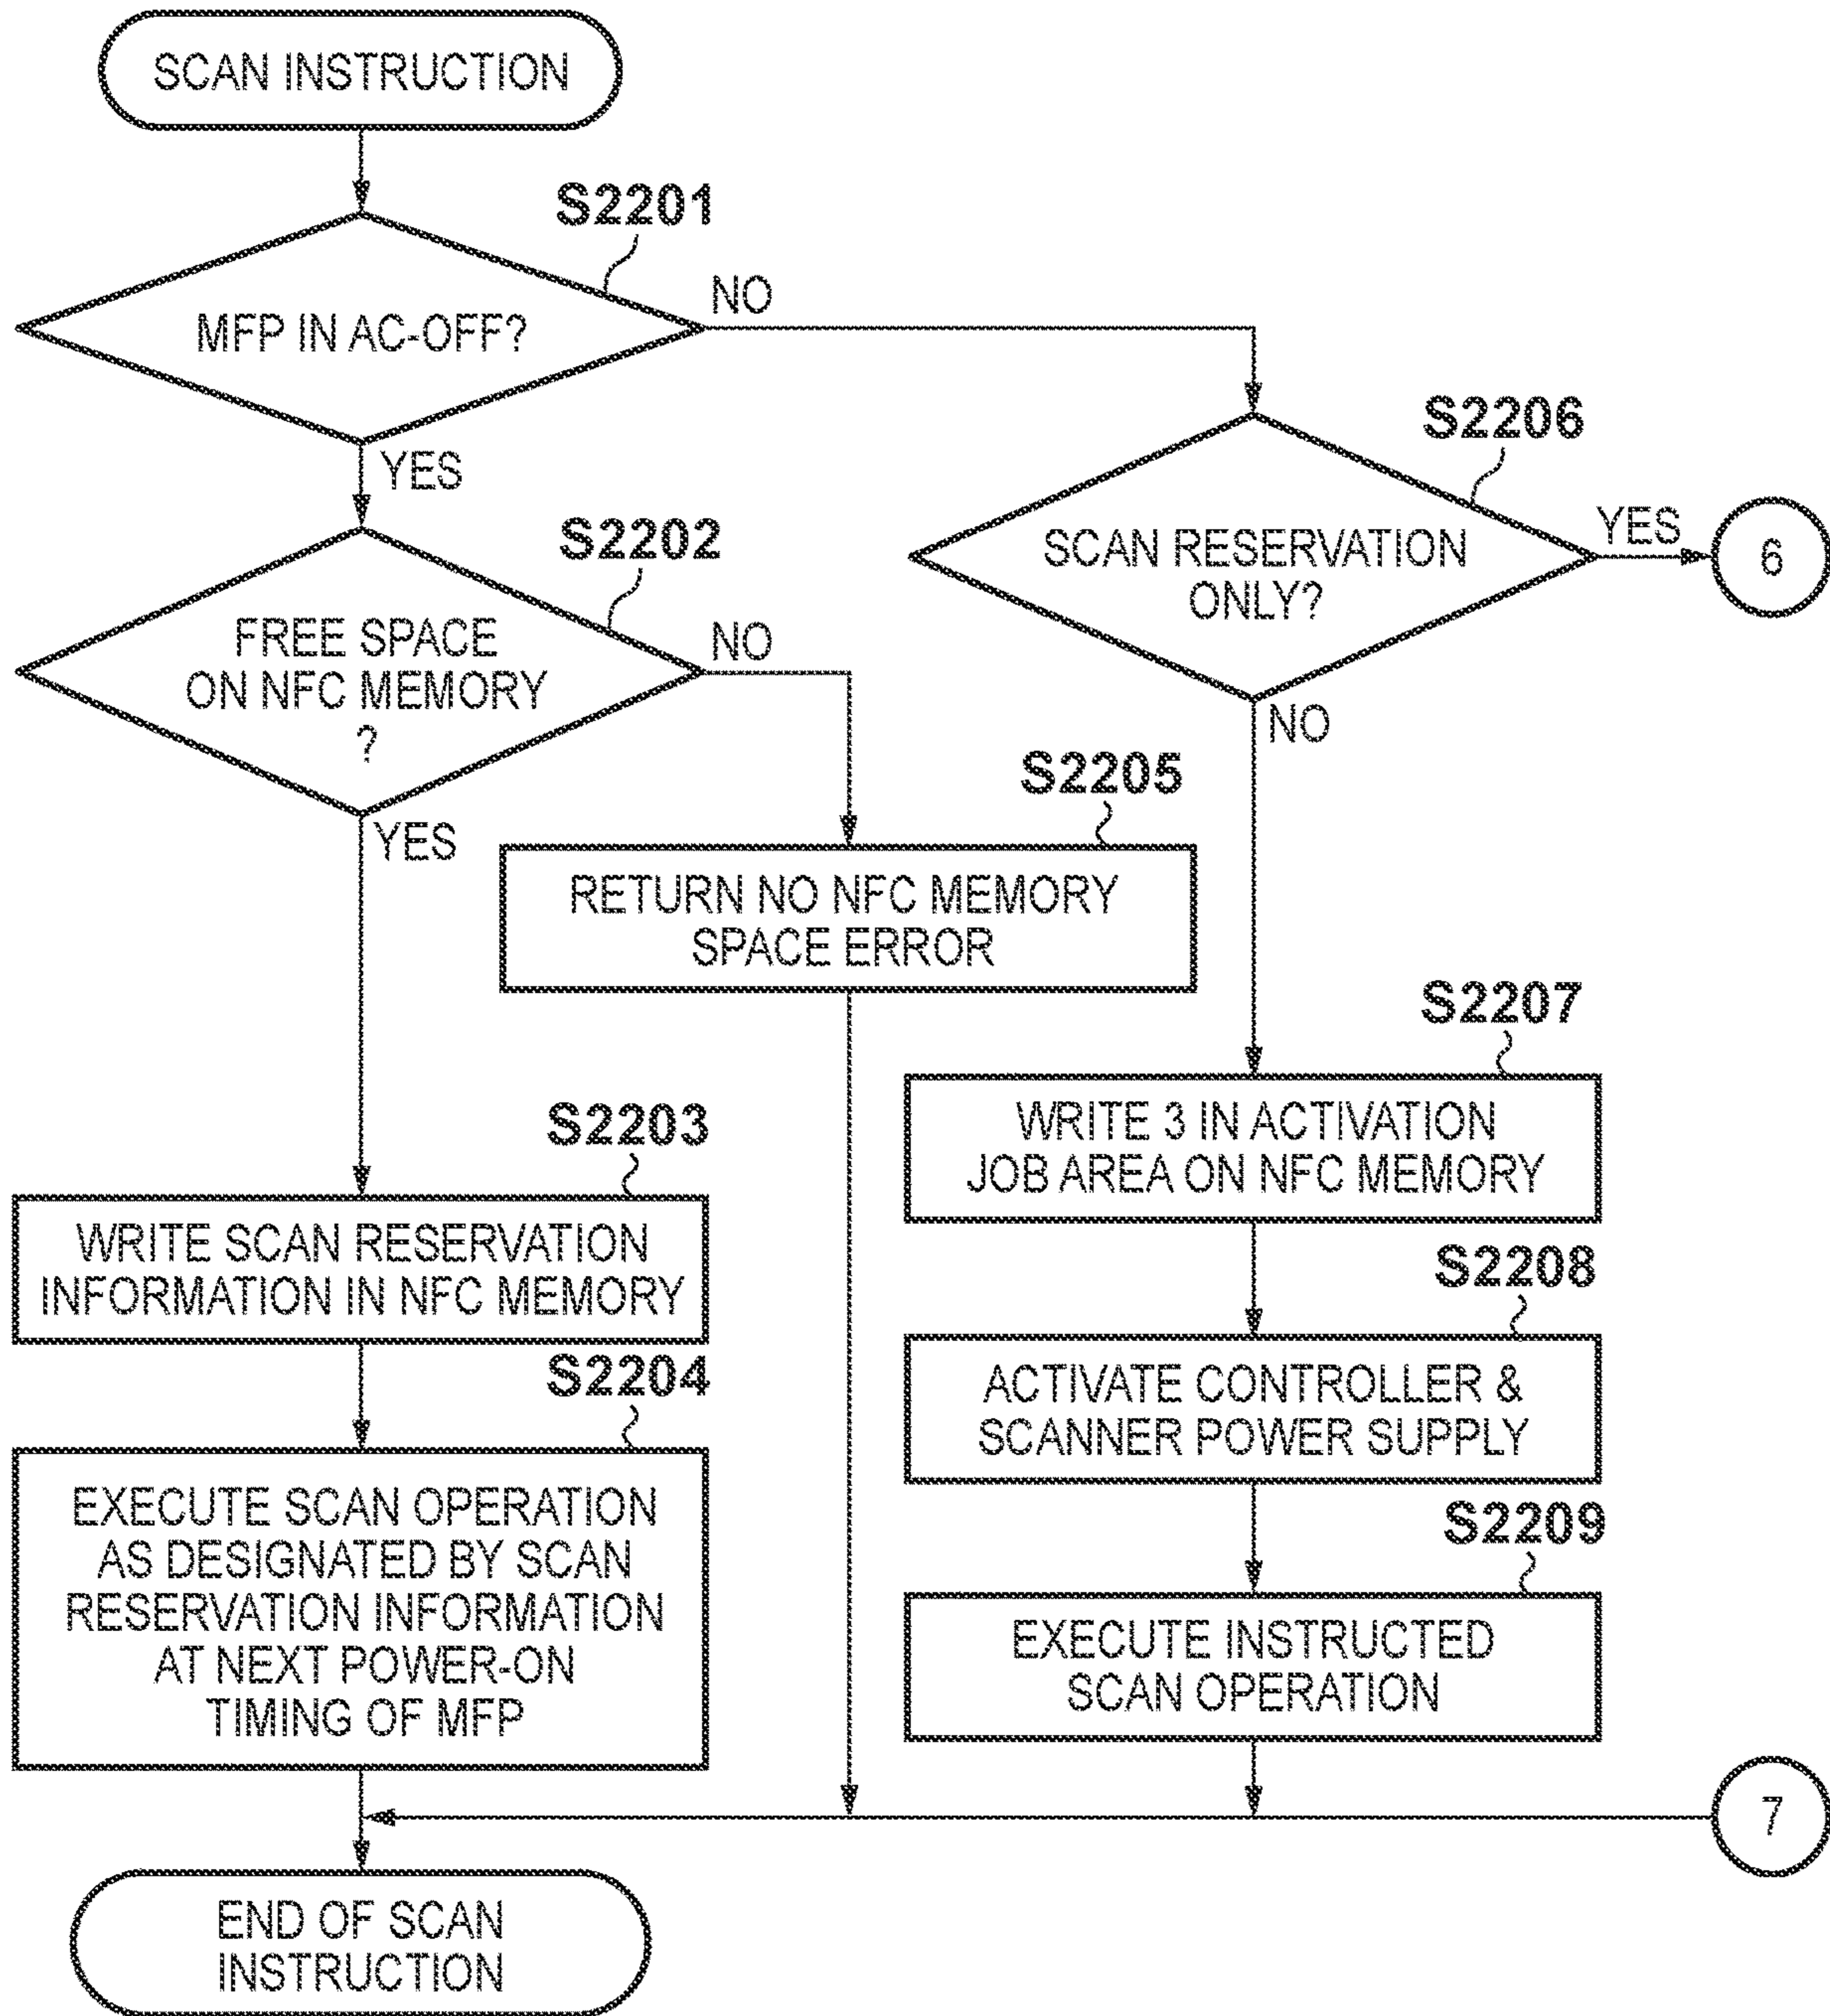 SCAN INSTRUCTION
S2201
MFP IN AC-OFF?
NO
YES
S2202
FREE SPACE
ON NFC MEMORY
?
NO
YES
S2206
SCAN RESERVATION
ONLY?
YES
6
NO
S2205
RETURN NO NFC MEMORY
SPACE ERROR
S2203
WRITE SCAN RESERVATION
INFORMATION IN NFC MEMORY
S2204
EXECUTE SCAN OPERATION
AS DESIGNATED BY SCAN
RESERVATION INFORMATION
AT NEXT POWER-ON
TIMING OF MFP
S2207
WRITE 3 IN ACTIVATION
JOB AREA ON NFC MEMORY
S2208
ACTIVATE CONTROLLER &
SCANNER POWER SUPPLY
S2209
EXECUTE INSTRUCTED
SCAN OPERATION
7
END OF SCAN
INSTRUCTION